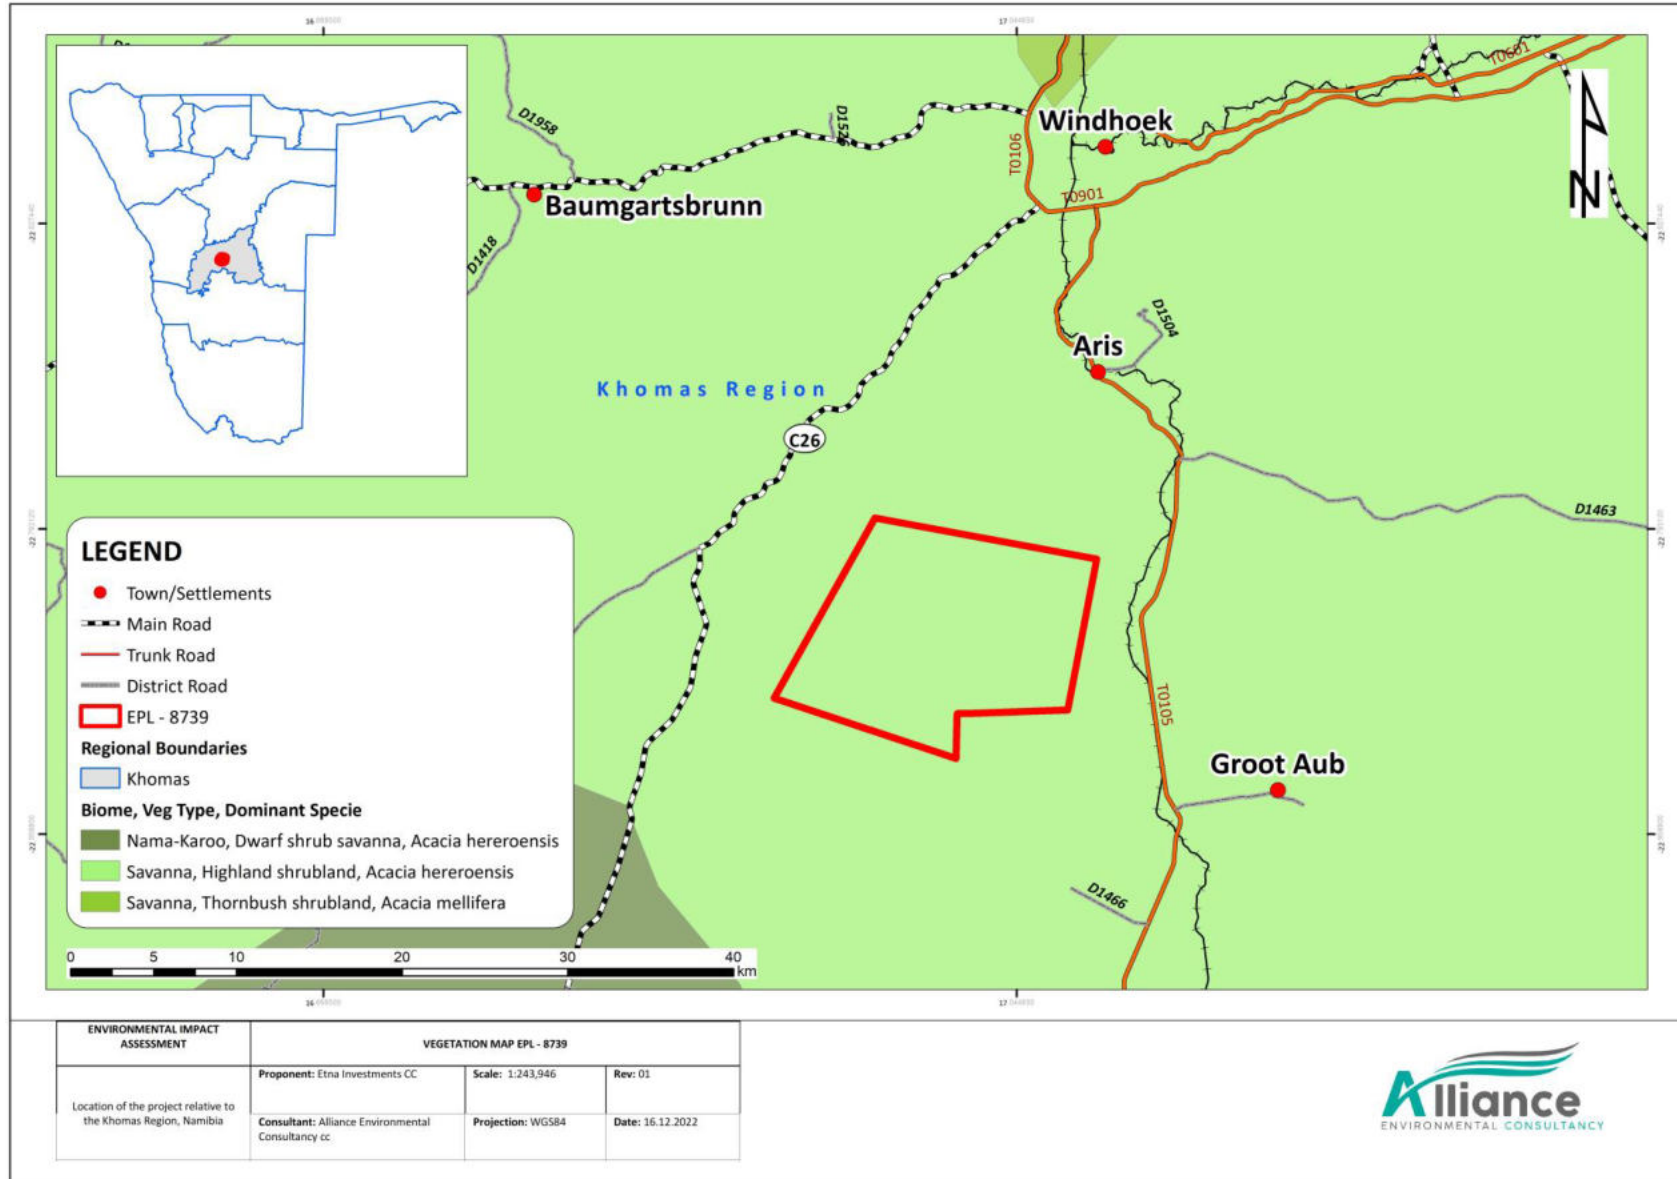 Windhoek
Baumgartsbrunn
Aris
Groot Aub
Khomas Region
C26
D1958
D1418
D1526
T0106
T0901
T0601
D1504
D1463
T0105
D1466
N
LEGEND
Town/Settlements
Main Road
Trunk Road
District Road
EPL - 8739
Regional Boundaries
Khomas
Biome, Veg Type, Dominant Specie
Nama-Karoo, Dwarf shrub savanna, Acacia hereroensis
Savanna, Highland shrubland, Acacia hereroensis
Savanna, Thornbush shrubland, Acacia mellifera
0 5 10 20 30 40
km
ENVIRONMENTAL IMPACT
ASSESSMENT
VEGETATION MAP EPL - 8739
Location of the project relative to
the Khomas Region, Namibia
Proponent: Etna Investments CC
Scale: 1:243,946
Rev: 01
Consultant: Alliance Environmental
Consultancy cc
Projection: WGS84
Date: 16.12.2022
Alliance
ENVIRONMENTAL CONSULTANCY